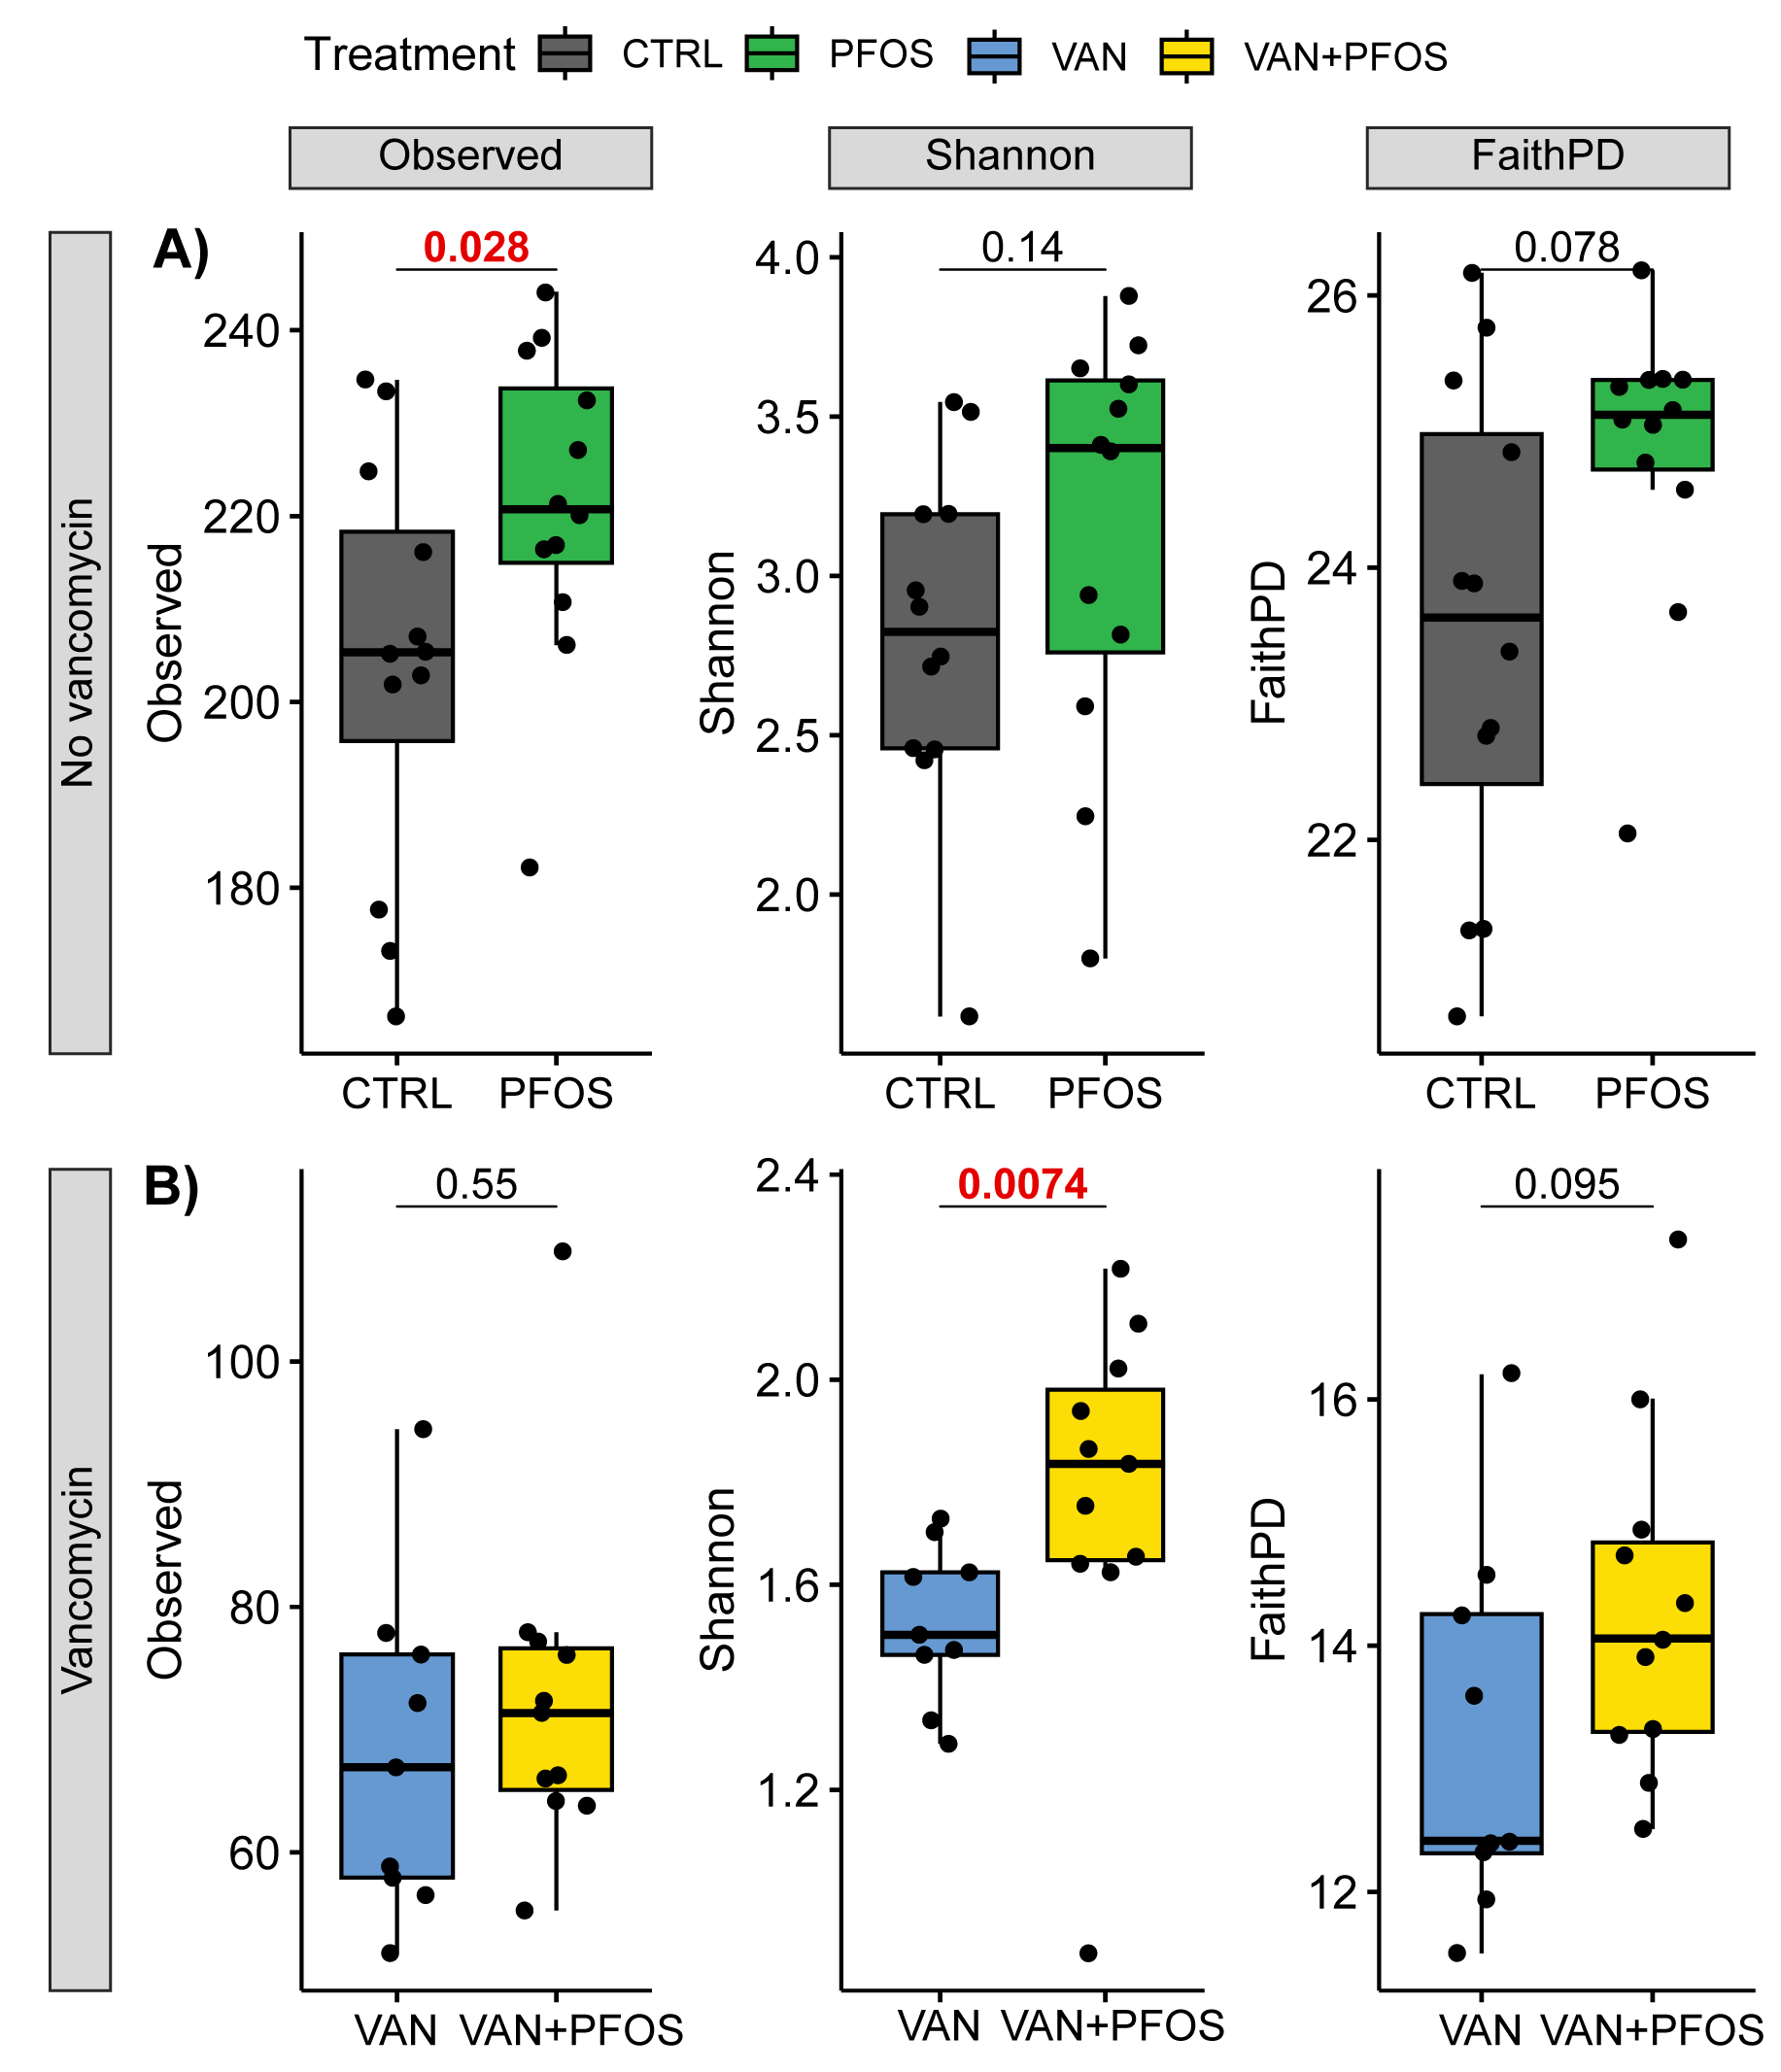 Treatment CTRL PFOS VAN VAN+PFOS
Observed Shannon FaithPD
No vancomycin
A)
Observed
240
220
200
180
0.028
CTRL PFOS
Shannon
4.0
3.5
3.0
2.5
2.0
0.14
CTRL PFOS
FaithPD
26
24
22
0.078
CTRL PFOS
Vancomycin
B)
Observed
100
80
60
0.55
VAN VAN+PFOS
Shannon
2.4
2.0
1.6
1.2
0.0074
VAN VAN+PFOS
FaithPD
16
14
12
0.095
VAN VAN+PFOS